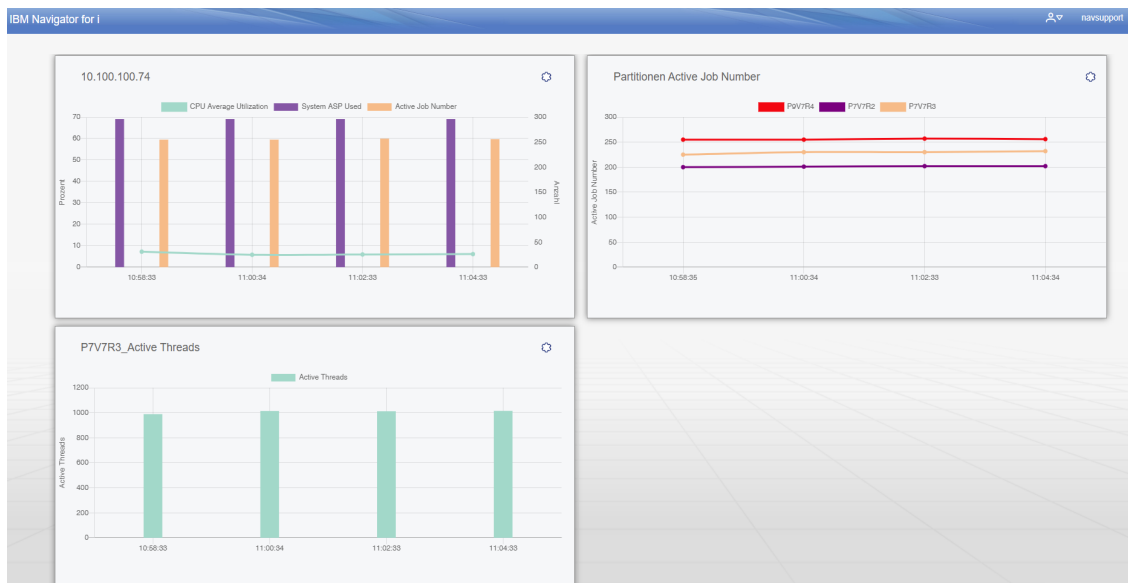 IBM Navigator for i
navsupport
10.100.100.74
CPU Average Utilization System ASP Used Active Job Number
70 300
60 250
50 200
40 150
30 100
20 50
10 0
0
Prozent
Anzahl
10:58:33 11:00:34 11:02:33 11:04:33
Partitionen Active Job Number
P9V7R4 P7V7R2 P7V7R3
300
250
200
150
100
50
0
Active Job Number
10:58:35 11:00:34 11:02:33 11:04:34
P7V7R3_Active Threads
Active Threads
1200
1000
800
600
400
200
0
Active Threads
10:58:33 11:00:34 11:02:33 11:04:33